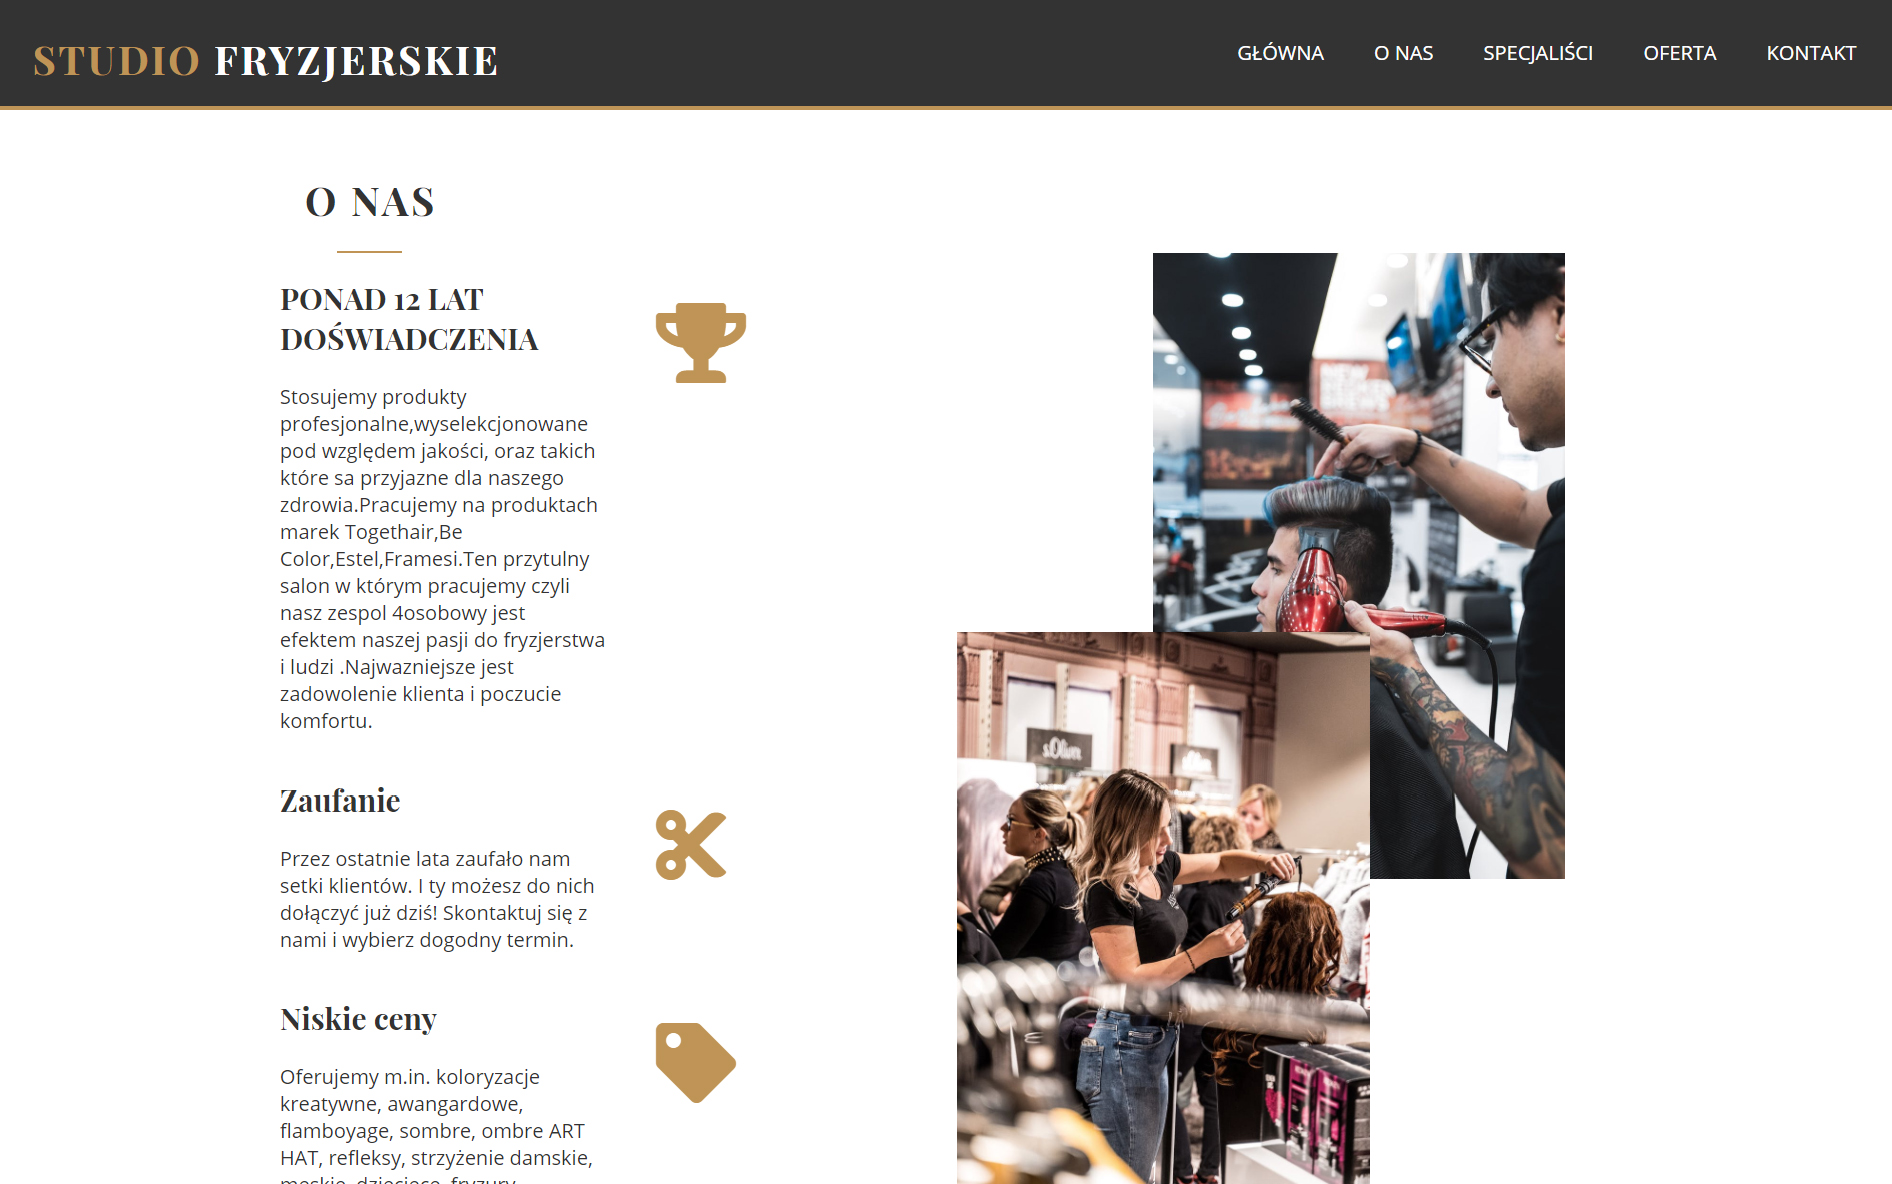 STUDIO FRYZJERSKIE
GŁÓWNA O NAS SPECJALIŚCI OFERTA KONTAKT
O NAS
PONAD 12 LAT
DOŚWIADCZENIA
Stosujemy produkty
profesjonalne,wyselekcjonowane
pod względem jakości, oraz takich
które sa przyjazne dla naszego
zdrowia.Pracujemy na produktach
marek Togethair,Be
Color,Estel,Framesi.Ten przytulny
salon w którym pracujemy czyli
nasz zespol 4osobowy jest
efektem naszej pasji do fryzjerstwa
i ludzi .Najwazniejsze jest
zadowolenie klienta i poczucie
komfortu.
Zaufanie
Przez ostatnie lata zaufało nam
setki klientów. I ty możesz do nich
dołączyć już dziś! Skontaktuj się z
nami i wybierz dogodny termin.
Niskie ceny
Oferujemy m.in. koloryzacje
kreatywne, awangardowe,
flamboyage, sombre, ombre ART
HAT, refleksy, strzyżenie damskie,
męskie, dziecięce, fryzury
s.Oliver